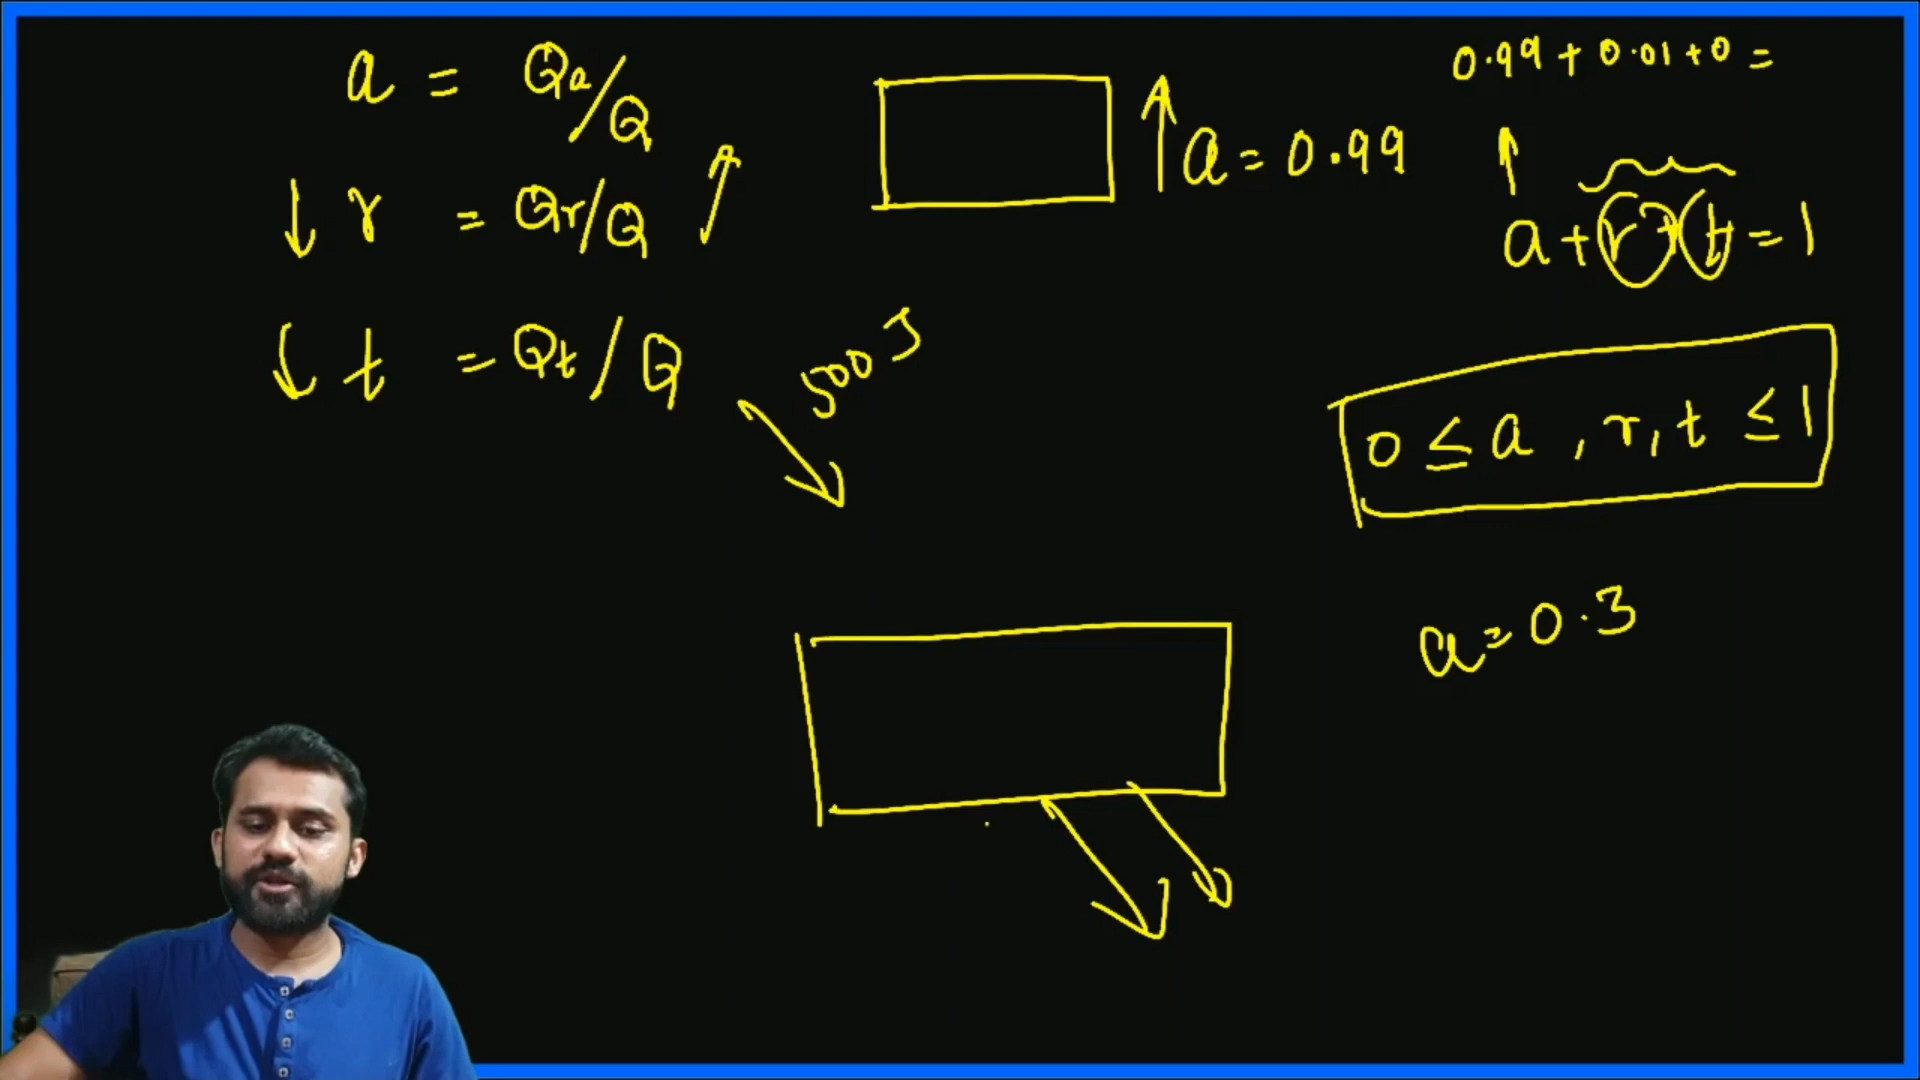 a = Qa/Q
r = Qr/Q
t = Qt/Q
500 J
a = 0.99
0.99 + 0.01 + 0 =
a + r + t = 1
0 ≤ a , r, t ≤ 1
a = 0.3